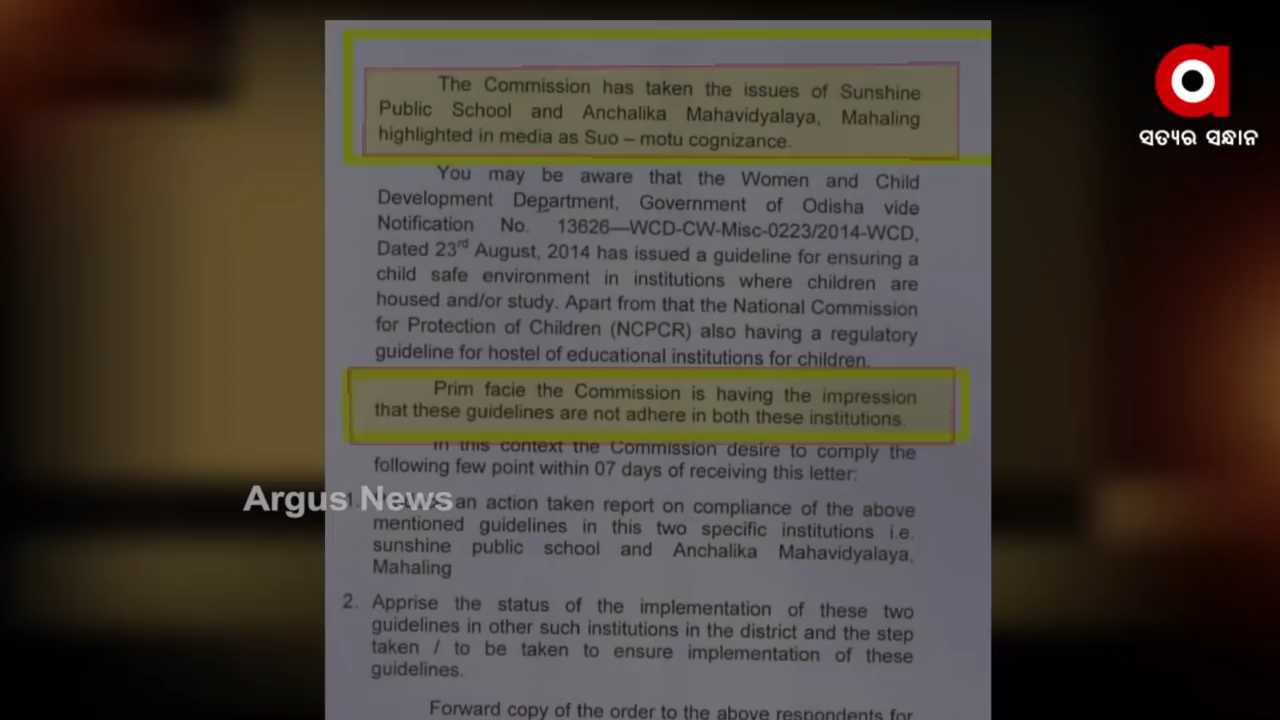 The Commission has taken the issues of Sunshine
Public School and Anchalika Mahavidyalaya, Mahaling
highlighted in media as Suo – motu cognizance.
You may be aware that the Women and Child
Development Department, Government of Odisha vide
Notification No. 13626—WCD-CW-Misc-0223/2014-WCD,
Dated 23rd August, 2014 has issued a guideline for ensuring a
child safe environment in institutions where children are
housed and/or study. Apart from that the National Commission
for Protection of Children (NCPCR) also having a regulatory
guideline for hostel of educational institutions for children.
Prim facie the Commission is having the impression
that these guidelines are not adhere in both these institutions.
In this context the Commission desire to comply the
following few point within 07 days of receiving this letter:
1. an action taken report on compliance of the above
mentioned guidelines in this two specific institutions i.e.
sunshine public school and Anchalika Mahavidyalaya,
Mahaling
2. Apprise the status of the implementation of these two
guidelines in other such institutions in the district and the step
taken / to be taken to ensure implementation of these
guidelines.
Forward copy of the order to the above respondents for
Argus News
ସତ୍ୟର ସନ୍ଧାନ